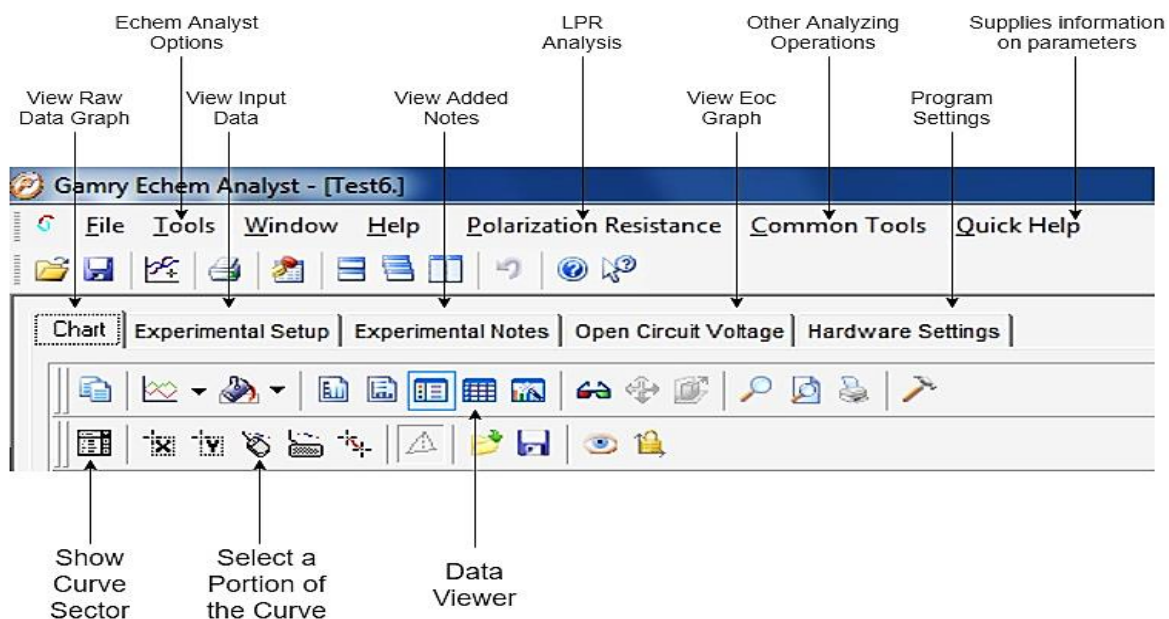 Echem Analyst
Options
LPR
Analysis
Other Analyzing
Operations
Supplies information
on parameters
View Raw
Data Graph
View Input
Data
View Added
Notes
View Eoc
Graph
Program
Settings
Gamry Echem Analyst - [Test6.]
File Tools Window Help Polarization Resistance Common Tools Quick Help
Chart Experimental Setup Experimental Notes Open Circuit Voltage Hardware Settings
Show
Curve
Sector
Select a
Portion of
the Curve
Data
Viewer